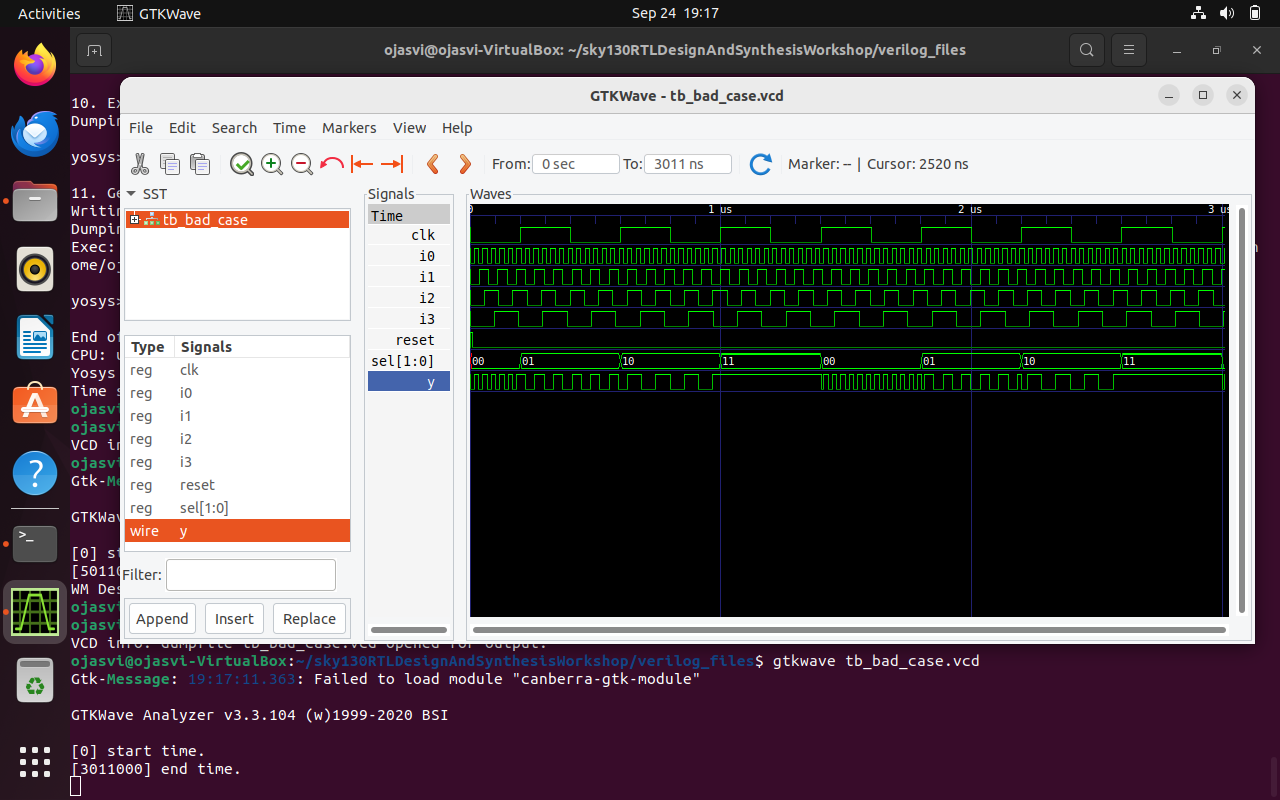 Activities GTKWave Sep 24 19:17
ojasvi@ojasvi-VirtualBox: ~/sky130RTLDesignAndSynthesisWorkshop/verilog_files
10. Ex
Dumpin
yosys>
11. Ge
Writin
Dumpin
Exec:
ome/oj
yosys>
End of
CPU: u
Yosys
Time s
ojasvi
ojasvi
VCD in
ojasvi
Gtk-Me
GTKWav
[0] st
[50110
WM Des
ojasvi
ojasvi
GTKWave - tb_bad_case.vcd
File Edit Search Time Markers View Help
From: 0 sec To: 3011 ns Marker: -- | Cursor: 2520 ns
SST
tb_bad_case
Type Signals
reg clk
reg i0
reg i1
reg i2
reg i3
reg reset
reg sel[1:0]
wire y
Filter:
Append Insert Replace
Signals
Time
clk
i0
i1
i2
i3
reset
sel[1:0]
y
Waves
0 1 us 2 us 3 us
00 01 10 11 00 01 10 11
VCD info: dumpfile tb_bad_case.vcd opened for output.
ojasvi@ojasvi-VirtualBox:~/sky130RTLDesignAndSynthesisWorkshop/verilog_files$ gtkwave tb_bad_case.vcd
Gtk-Message: 19:17:11.363: Failed to load module "canberra-gtk-module"
GTKWave Analyzer v3.3.104 (w)1999-2020 BSI
[0] start time.
[3011000] end time.